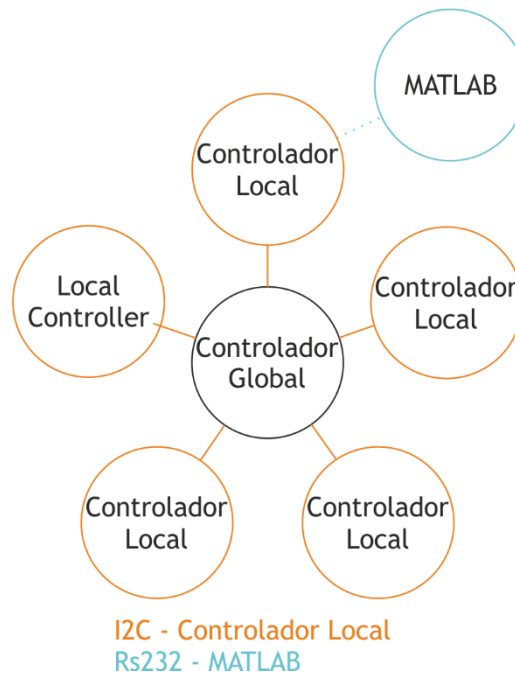 MATLAB
Controlador
Local
Local
Controller
Controlador
Local
Controlador
Global
Controlador
Local
Controlador
Local
I2C - Controlador Local
Rs232 - MATLAB